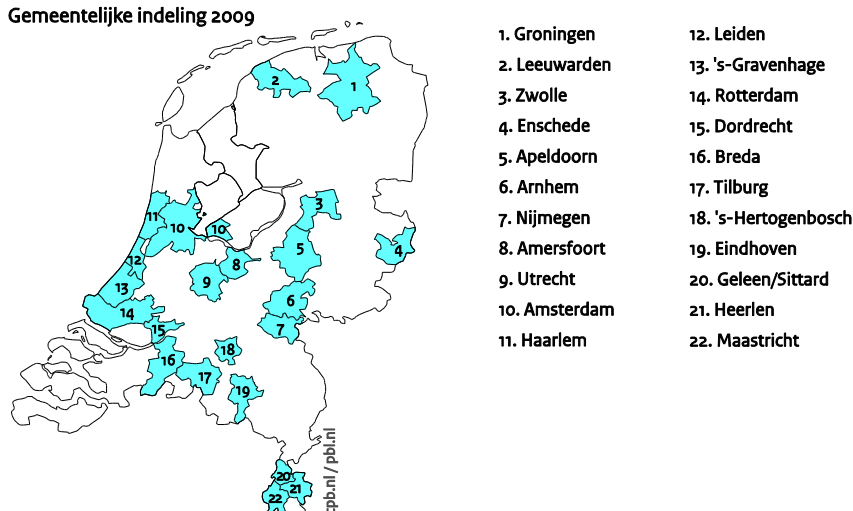 Gemeentelijke indeling 2009
1. Groningen
2. Leeuwarden
3. Zwolle
4. Enschede
5. Apeldoorn
6. Arnhem
7. Nijmegen
8. Amersfoort
9. Utrecht
10. Amsterdam
11. Haarlem
12. Leiden
13. 's-Gravenhage
14. Rotterdam
15. Dordrecht
16. Breda
17. Tilburg
18. 's-Hertogenbosch
19. Eindhoven
20. Geleen/Sittard
21. Heerlen
22. Maastricht
2
1
3
11
10
10
4
5
12
8
9
13
6
14
15
7
18
16
17
19
20
21
22
cpb.nl / pbl.nl